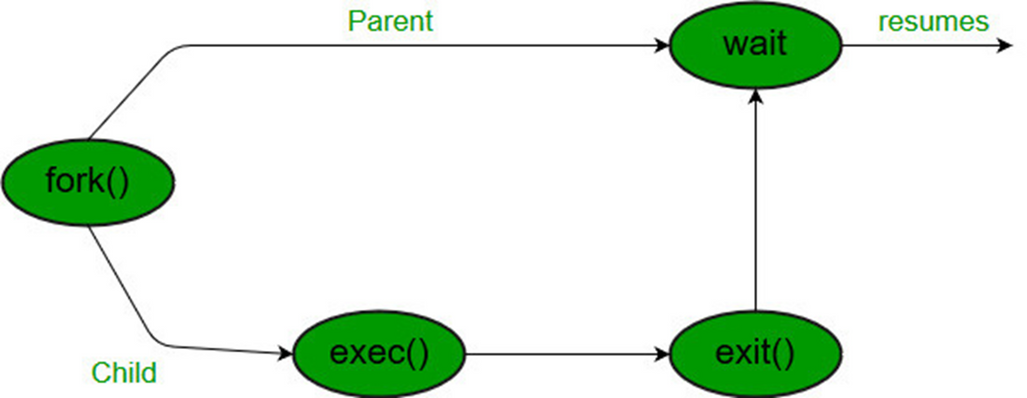 Parent
resumes
wait
fork()
exec()
exit()
Child